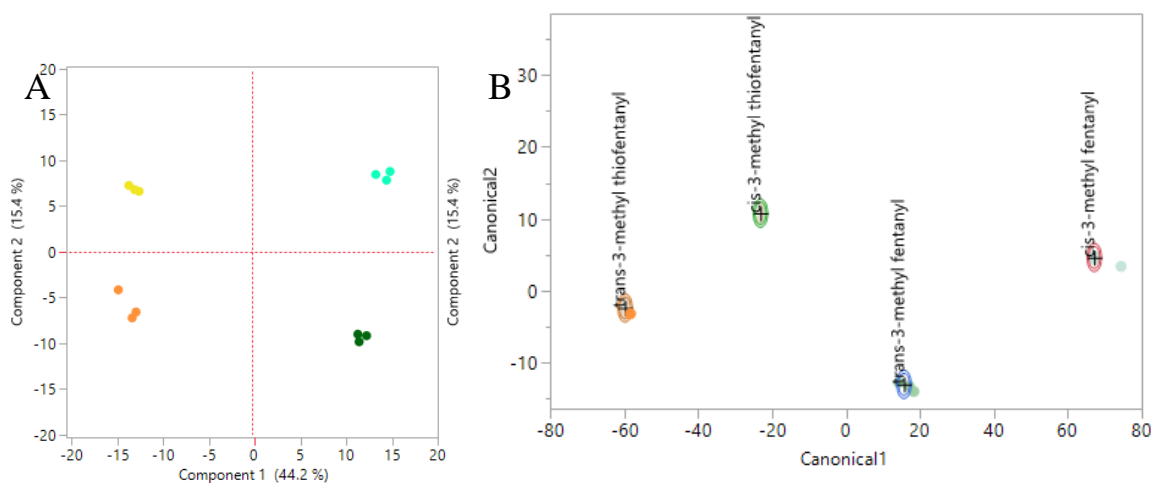 A
20
15
10
5
0
-5
-10
-15
-20
Component 2 (15.4 %)
-20
-15
-10
-5
0
5
10
15
20
Component 1 (44.2 %)
Component 2 (15.4 %)
B
30
20
10
0
-10
Canonical2
trans-3-methyl thiofentanyl
cis-3-methyl thiofentanyl
trans-3-methyl fentanyl
cis-3-methyl fentanyl
-80
-60
-40
-20
0
20
40
60
80
Canonical1